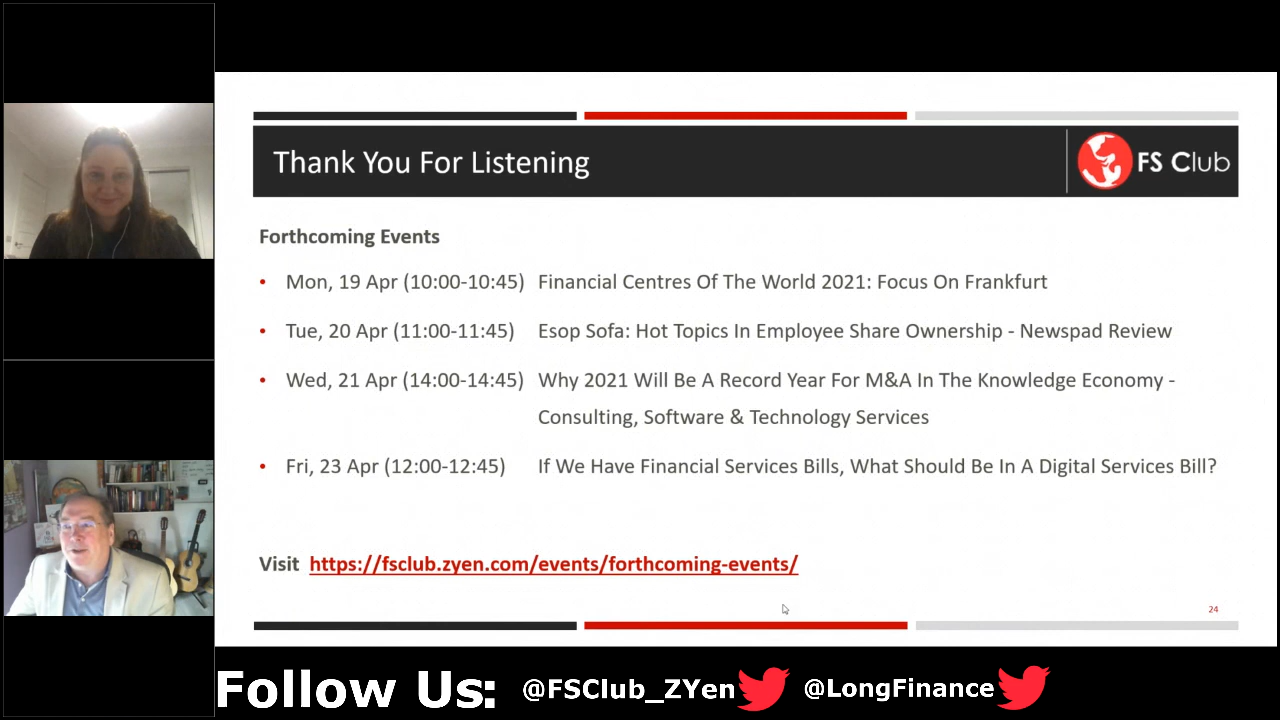 Thank You For Listening
FS Club
Forthcoming Events
• Mon, 19 Apr (10:00-10:45) Financial Centres Of The World 2021: Focus On Frankfurt
• Tue, 20 Apr (11:00-11:45) Esop Sofa: Hot Topics In Employee Share Ownership - Newspad Review
• Wed, 21 Apr (14:00-14:45) Why 2021 Will Be A Record Year For M&A In The Knowledge Economy -
Consulting, Software & Technology Services
• Fri, 23 Apr (12:00-12:45) If We Have Financial Services Bills, What Should Be In A Digital Services Bill?
Visit https://fsclub.zyen.com/events/forthcoming-events/
24
Follow Us: @FSClub_ZYen @LongFinance